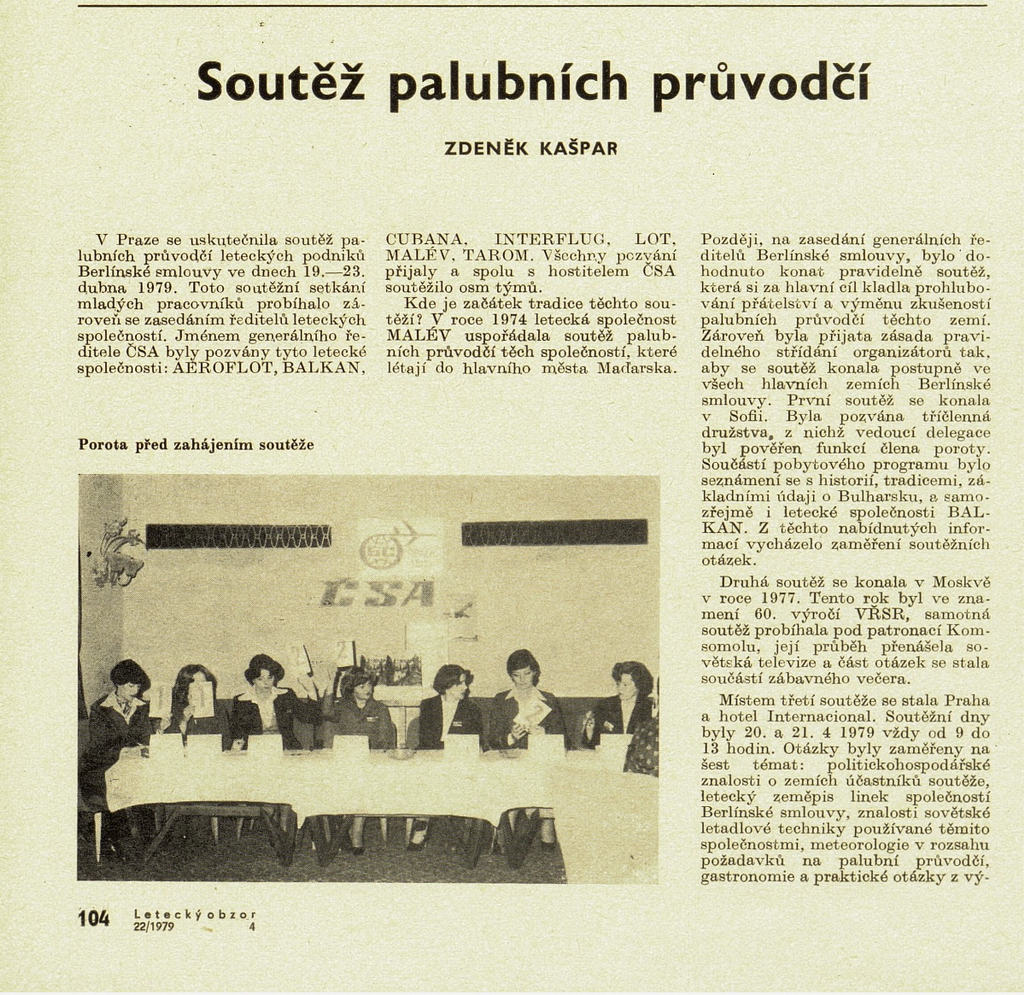 Soutěž palubních průvodčí
ZDENĚK KAŠPAR
V Praze se uskutečnila soutěž pa-
lubních průvodčí leteckých podniků
Berlínské smlouvy ve dnech 19.—23.
dubna 1979. Toto soutěžní setkání
mladých pracovníků probíhalo zá-
roveň se zasedáním ředitelů leteckých
společností. Jménem generálního ře-
ditele ČSA byly pozvány tyto letecké
společnosti: AEROFLOT, BALKAN,
CUBANA, INTERFLUG, LOT,
MALÉV, TAROM. Všechny pozvání
přijaly a spolu s hostitelem ČSA
soutěžilo osm týmů.
Kde je začátek tradice těchto sou-
těží? V roce 1974 letecká společnost
MALÉV uspořádala soutěž palub-
ních průvodčí těch společností, které
létají do hlavního města Maďarska.
Později, na zasedání generálních ře-
ditelů Berlínské smlouvy, bylo do-
hodnuto konat pravidelně soutěž,
která si za hlavní cíl kladla prohlubo-
vání přátelství a výměnu zkušeností
palubních průvodčí těchto zemí.
Zároveň byla přijata zásada pravi-
delného střídání organizátorů tak,
aby se soutěž konala postupně ve
všech hlavních zemích Berlínské
smlouvy. První soutěž se konala
v Sofii. Byla pozvána tříčlenná
družstva, z nichž vedoucí delegace
byl pověřen funkcí člena poroty.
Součástí pobytového programu bylo
seznámení se s historií, tradicemi, zá-
kladními údaji o Bulharsku, a samo-
zřejmě i letecké společnosti BAL-
KAN. Z těchto nabídnutých infor-
mací vycházelo zaměření soutěžních
otázek.
Druhá soutěž se konala v Moskvě
v roce 1977. Tento rok byl ve zna-
mení 60. výročí VŘSR, samotná
soutěž probíhala pod patronací Kom-
somolu, její průběh přenášela so-
větská televize a část otázek se stala
součástí zábavného večera.
Místem třetí soutěže se stala Praha
a hotel Internacional. Soutěžní dny
byly 20. a 21. 4 1979 vždy od 9 do
13 hodin. Otázky byly zaměřeny na
šest témat: politickohospodářské
znalosti o zemích účastníků soutěže,
letecký zeměpis linek společností
Berlínské smlouvy, znalosti sovětské
letadlové techniky používané těmito
společnostmi, meteorologie v rozsahu
požadavků na palubní průvodčí,
gastronomie a praktické otázky z vý-
Porota před zahájením soutěže
ČSA
104 Letecký obzor
22/1979 4